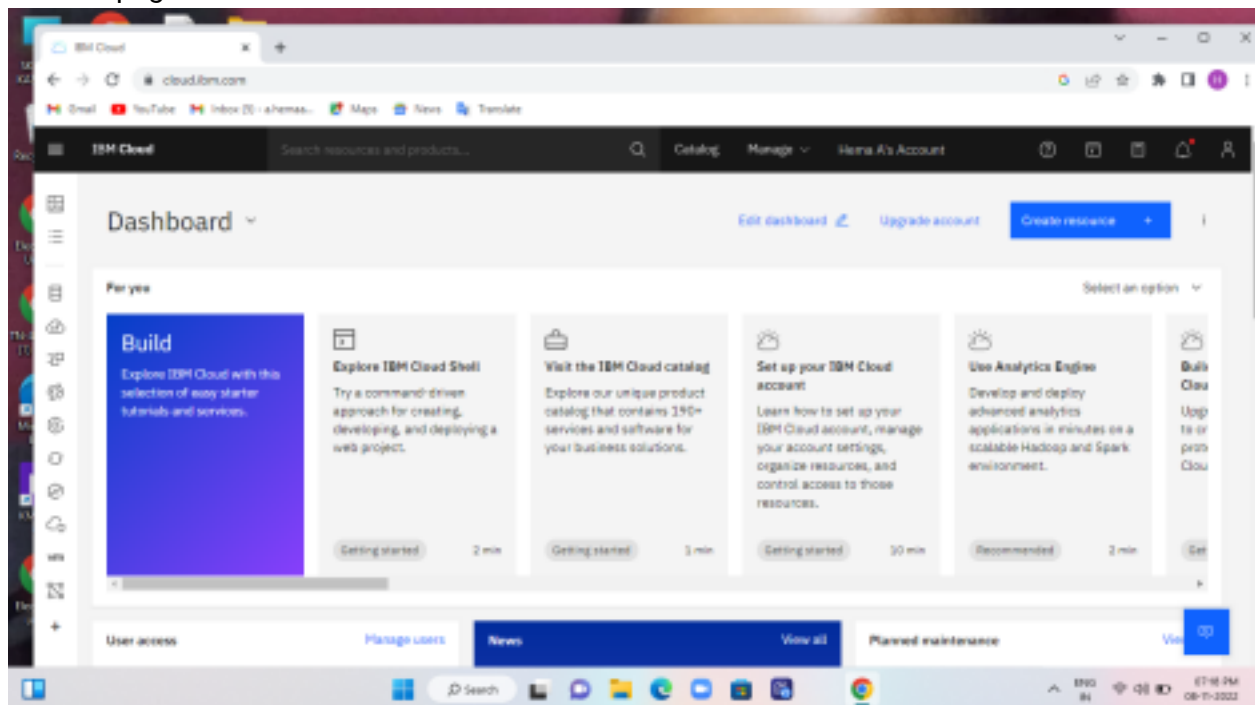 IBM Cloud
cloud.ibm.com
Gmail YouTube Maps News Translate
IBM Cloud Search resources and products... Catalog Manage Hema A's Account
Dashboard Edit dashboard Upgrade account Create resource +
For you Select an option
Build
Explore IBM Cloud with this
selection of easy starter
tutorials and services.
Explore IBM Cloud Shell
Try a command-driven
approach for creating,
developing, and deploying a
web project.
Getting started 2 min
Visit the IBM Cloud catalog
Explore our unique product
catalog that contains 190+
services and software for
your business solutions.
Getting started 1 min
Set up your IBM Cloud
account
Learn how to set up your
IBM Cloud account, manage
your account settings,
organize resources, and
control access to those
resources.
Getting started 10 min
Use Analytics Engine
Develop and deploy
advanced analytics
applications in minutes on a
scalable Hadoop and Spark
environment.
Recommended 2 min
User access Manage users News View all Planned maintenance
Search
ENG
IN
08-11-2022